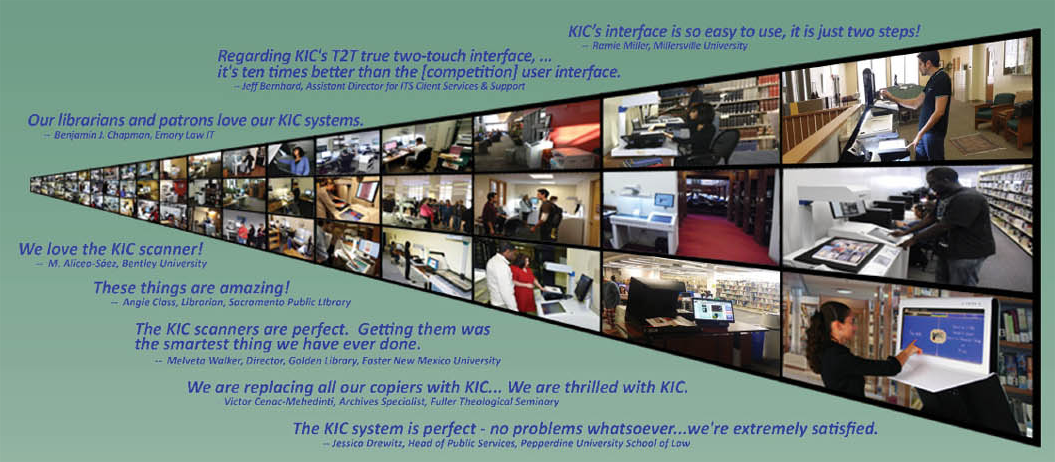 KIC's interface is so easy to use, it is just two steps!
-- Ramie Miller, Millersville University
Regarding KIC's T2T true two-touch interface, ...
it's ten times better than the [competition] user interface.
-- Jeff Bernhard, Assistant Director for ITS Client Services & Support
Our librarians and patrons love our KIC systems.
-- Benjamin J. Chapman, Emory Law IT
We love the KIC scanner!
-- M. Aliceo-Sáez, Bentley University
These things are amazing!
-- Angie Class, Librarian, Sacramento Public Library
The KIC scanners are perfect. Getting them was
the smartest thing we have ever done.
-- Melveta Walker, Director, Golden Library, Easter New Mexico University
We are replacing all our copiers with KIC... We are thrilled with KIC.
Victor Cenac-Mehedinti, Archives Specialist, Fuller Theological Seminary
The KIC system is perfect - no problems whatsoever...we're extremely satisfied.
-- Jessica Drewitz, Head of Public Services, Pepperdine University School of Law